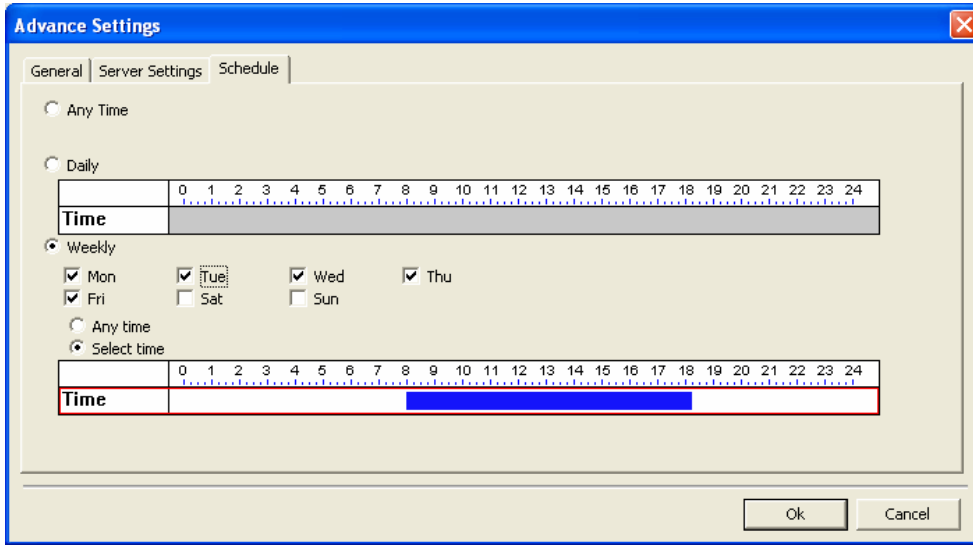 Advance Settings
General Server Settings Schedule
Any Time
Daily
0 1 2 3 4 5 6 7 8 9 10 11 12 13 14 15 16 17 18 19 20 21 22 23 24
Time
Weekly
Mon Tue Wed Thu
Fri Sat Sun
Any time
Select time
0 1 2 3 4 5 6 7 8 9 10 11 12 13 14 15 16 17 18 19 20 21 22 23 24
Time
Ok Cancel